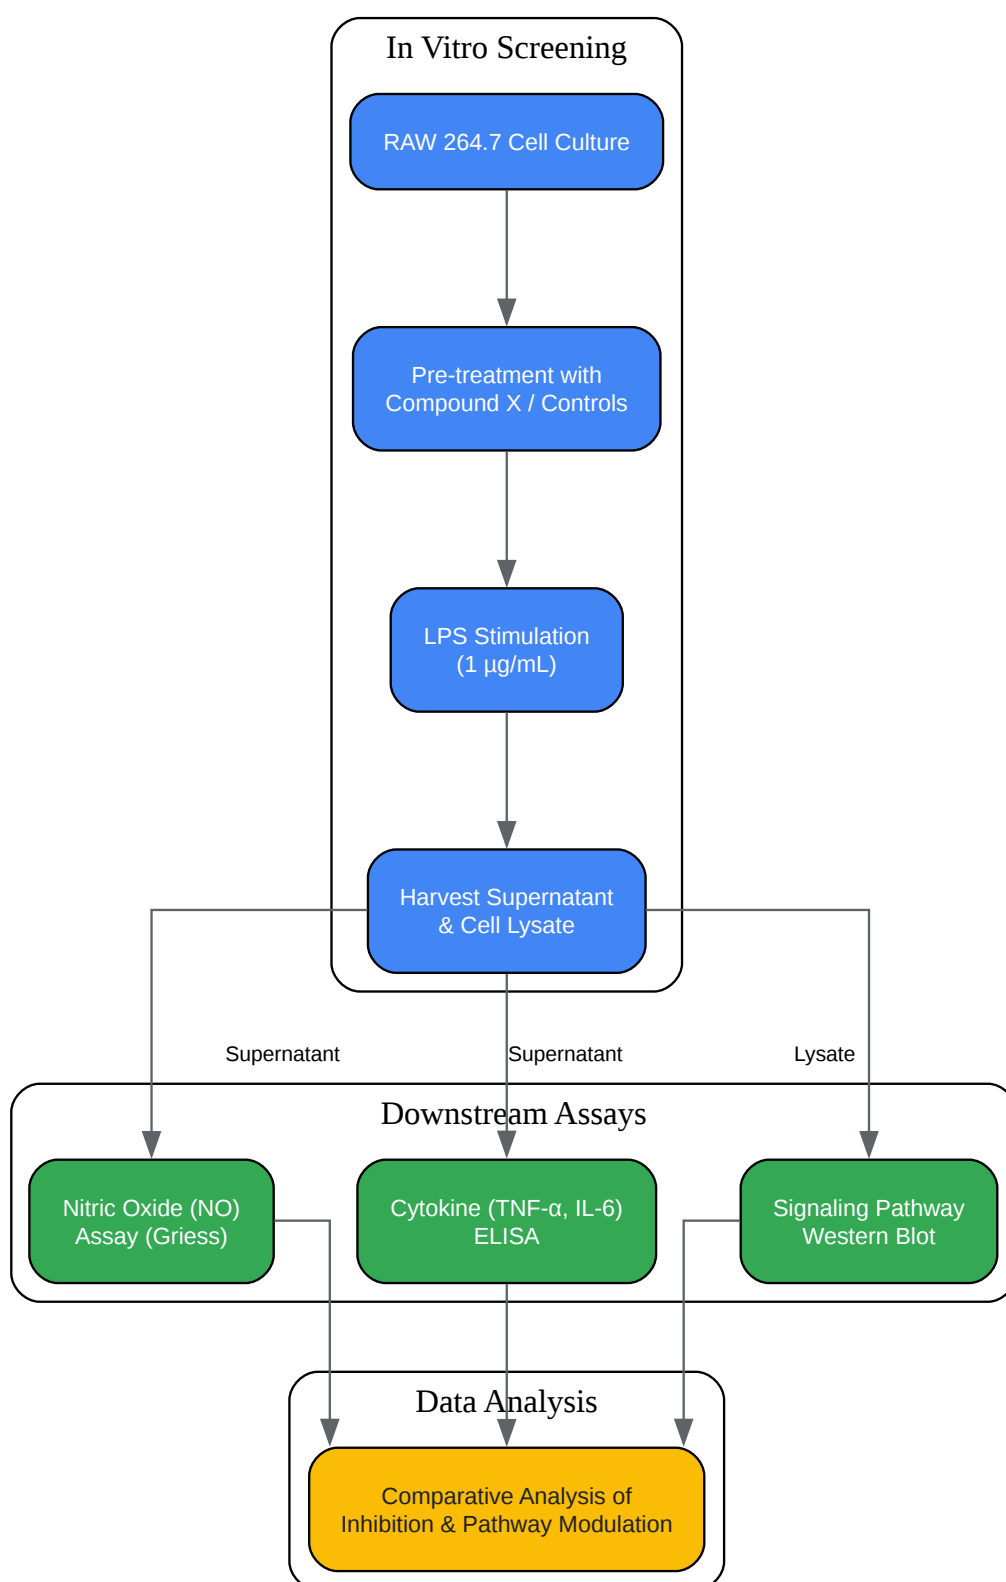 In Vitro Screening
RAW 264.7 Cell Culture
Pre-treatment with
Compound X / Controls
LPS Stimulation
(1 µg/mL)
Harvest Supernatant
& Cell Lysate
Supernatant
Supernatant
Lysate
Downstream Assays
Nitric Oxide (NO)
Assay (Griess)
Cytokine (TNF-α, IL-6)
ELISA
Signaling Pathway
Western Blot
Data Analysis
Comparative Analysis of
Inhibition & Pathway Modulation